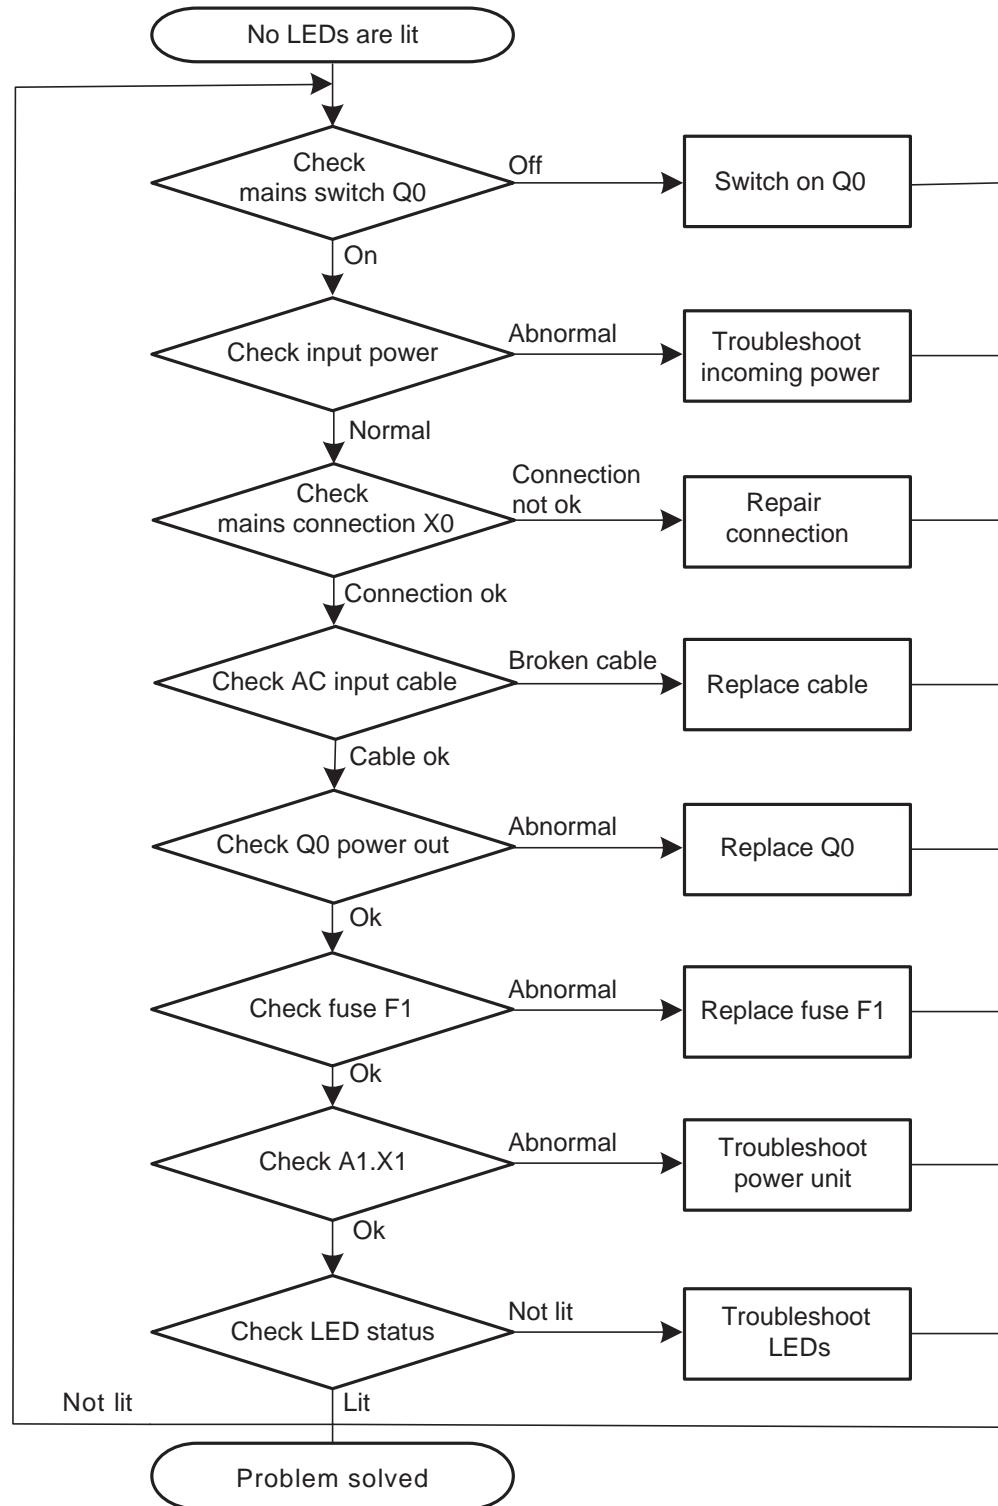 No LEDs are lit
Check
mains switch Q0
Off
Switch on Q0
On
Check input power
Abnormal
Troubleshoot
incoming power
Normal
Check
mains connection X0
Connection
not ok
Repair
connection
Connection ok
Check AC input cable
Broken cable
Replace cable
Cable ok
Check Q0 power out
Abnormal
Replace Q0
Ok
Check fuse F1
Abnormal
Replace fuse F1
Ok
Check A1.X1
Abnormal
Troubleshoot
power unit
Ok
Check LED status
Not lit
Troubleshoot
LEDs
Not lit
Lit
Problem solved